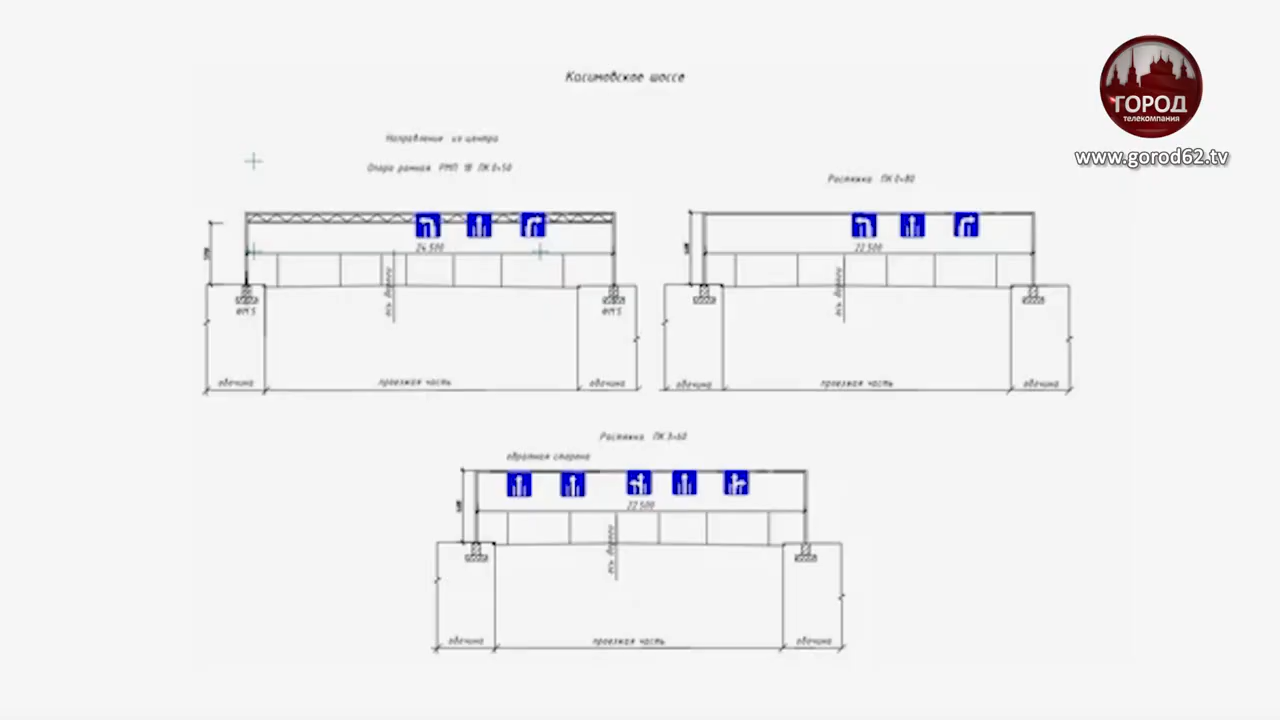 Касимовское шоссе
ГОРОД
телекомпания
www.gorod62.tv
Направление из центра
Опора рамная РМП 18 ПК 0+50
Растяжка ПК 0+80
24.500
22.500
ось дороги
ось дороги
ФМ 5
ФМ 5
обочина
проезжая часть
обочина
обочина
проезжая часть
обочина
Растяжка ПК 3+60
обратная сторона
22.500
ось дороги
обочина
проезжая часть
обочина